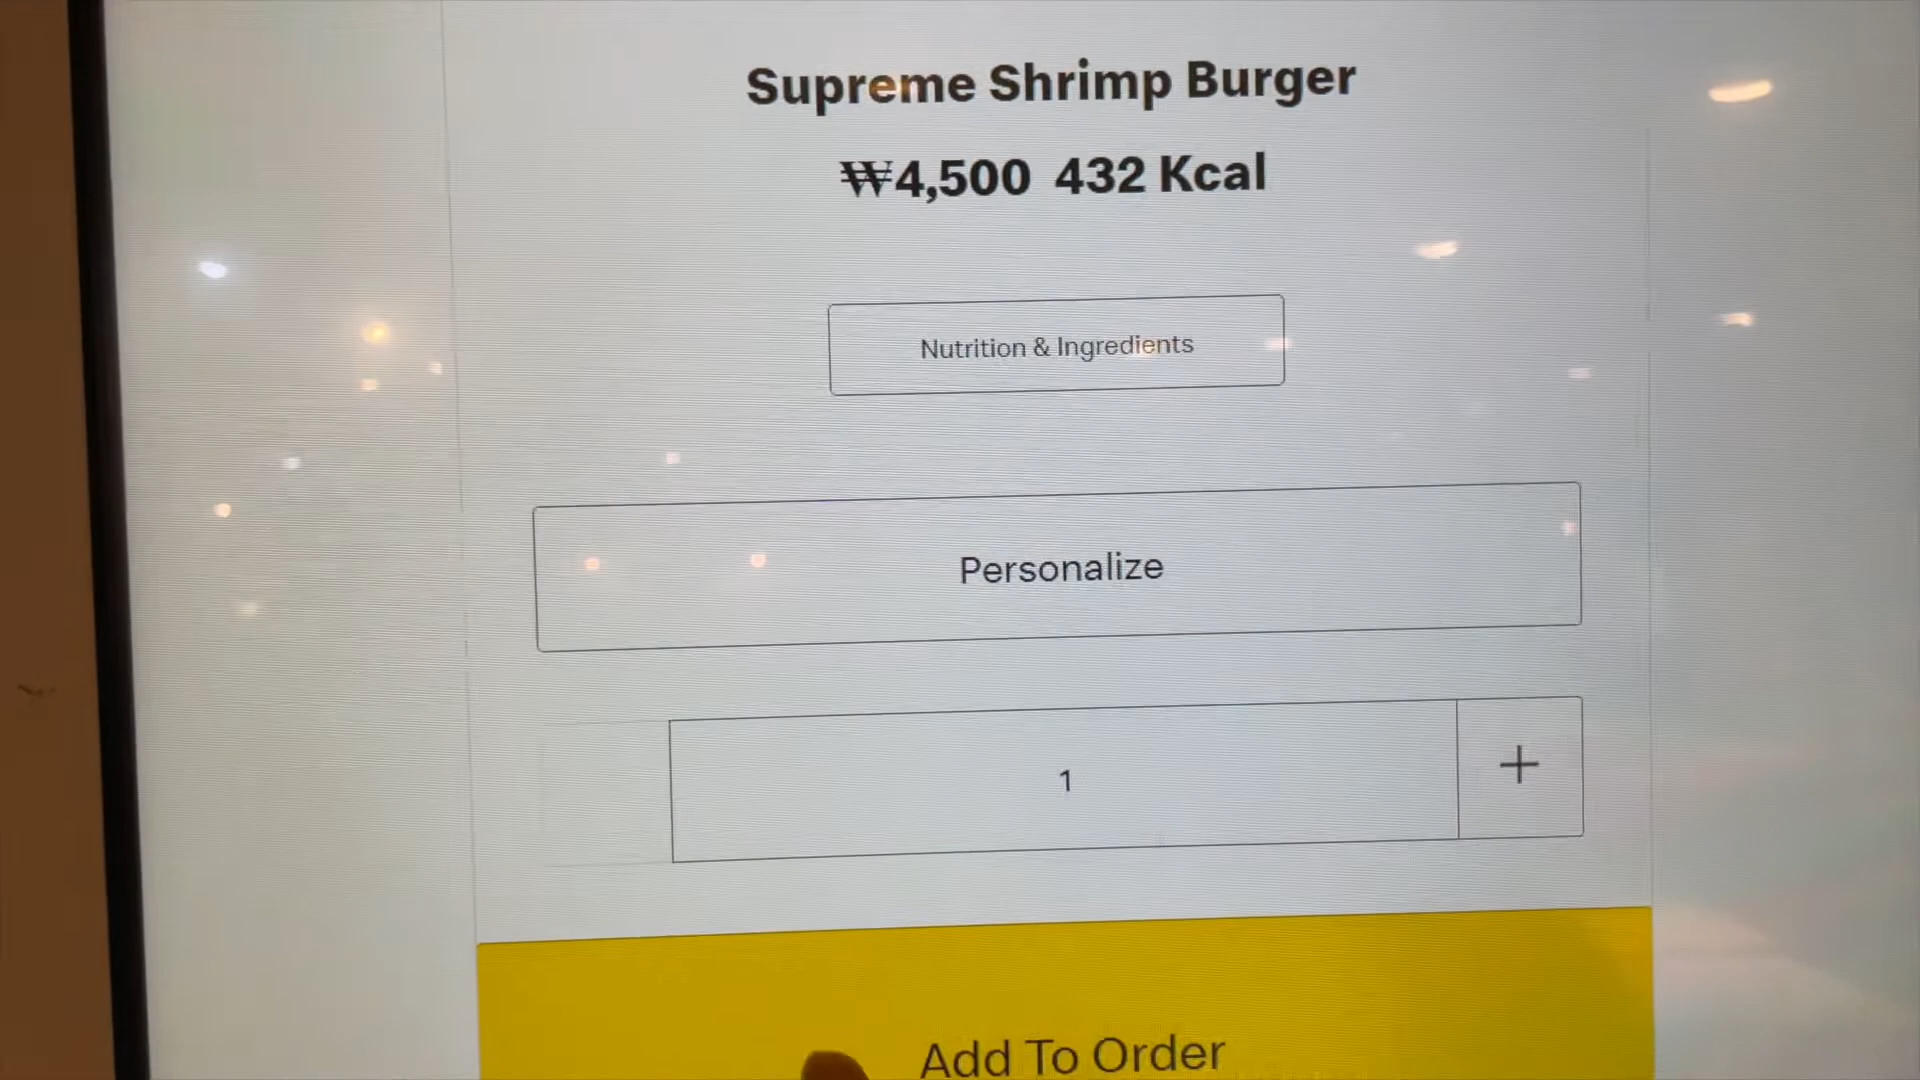 Supreme Shrimp Burger
₩4,500 432 Kcal
Nutrition & Ingredients
Personalize
1 +
Add To Order